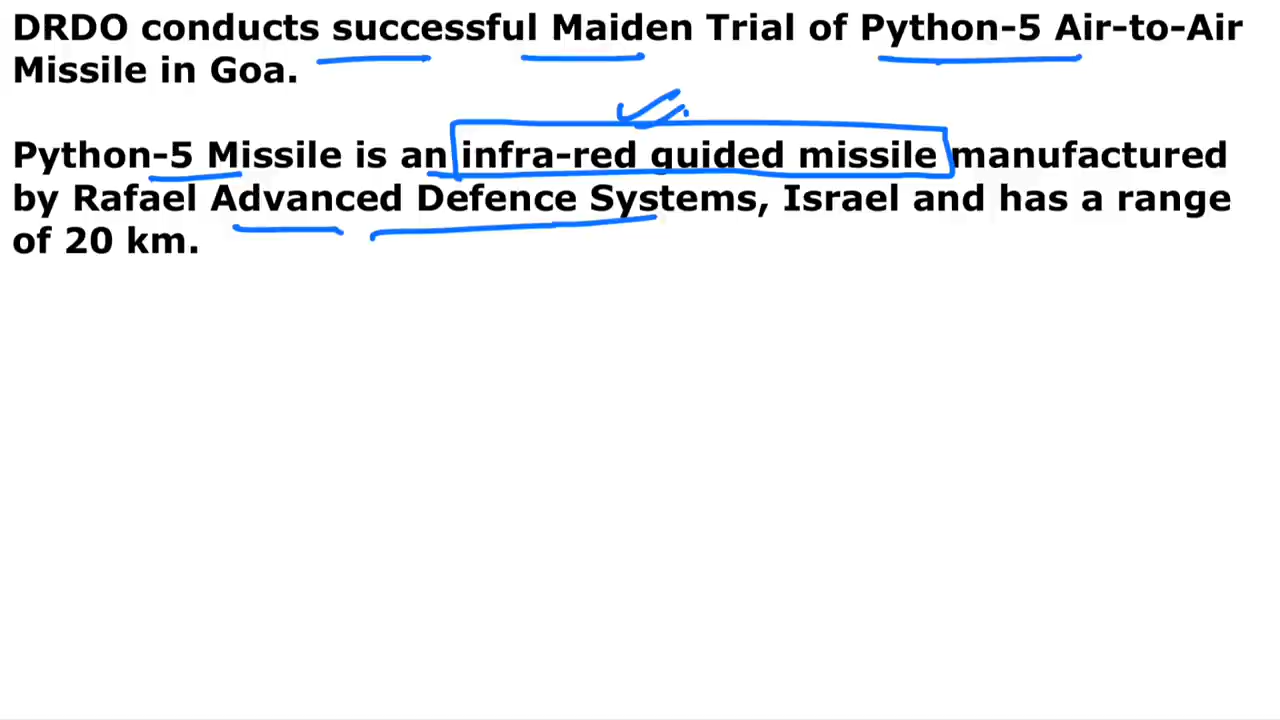 DRDO conducts successful Maiden Trial of Python-5 Air-to-Air
Missile in Goa.
Python-5 Missile is an infra-red guided missile manufactured
by Rafael Advanced Defence Systems, Israel and has a range
of 20 km.